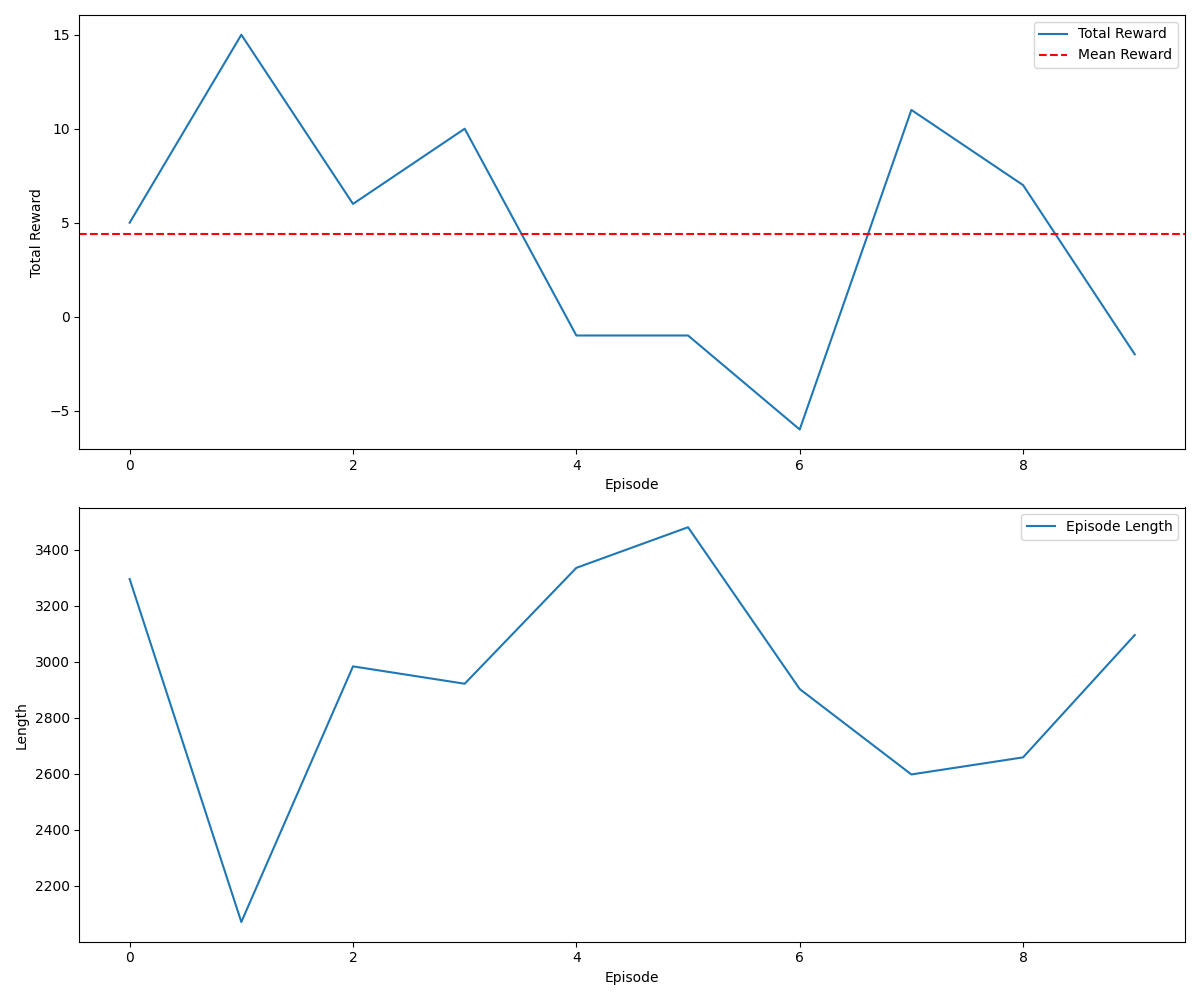 15
10
5
0
−5
Total Reward
Total Reward
Mean Reward
0 2 4 6 8
Episode
3400
3200
3000
2800
2600
2400
2200
Length
Episode Length
0 2 4 6 8
Episode